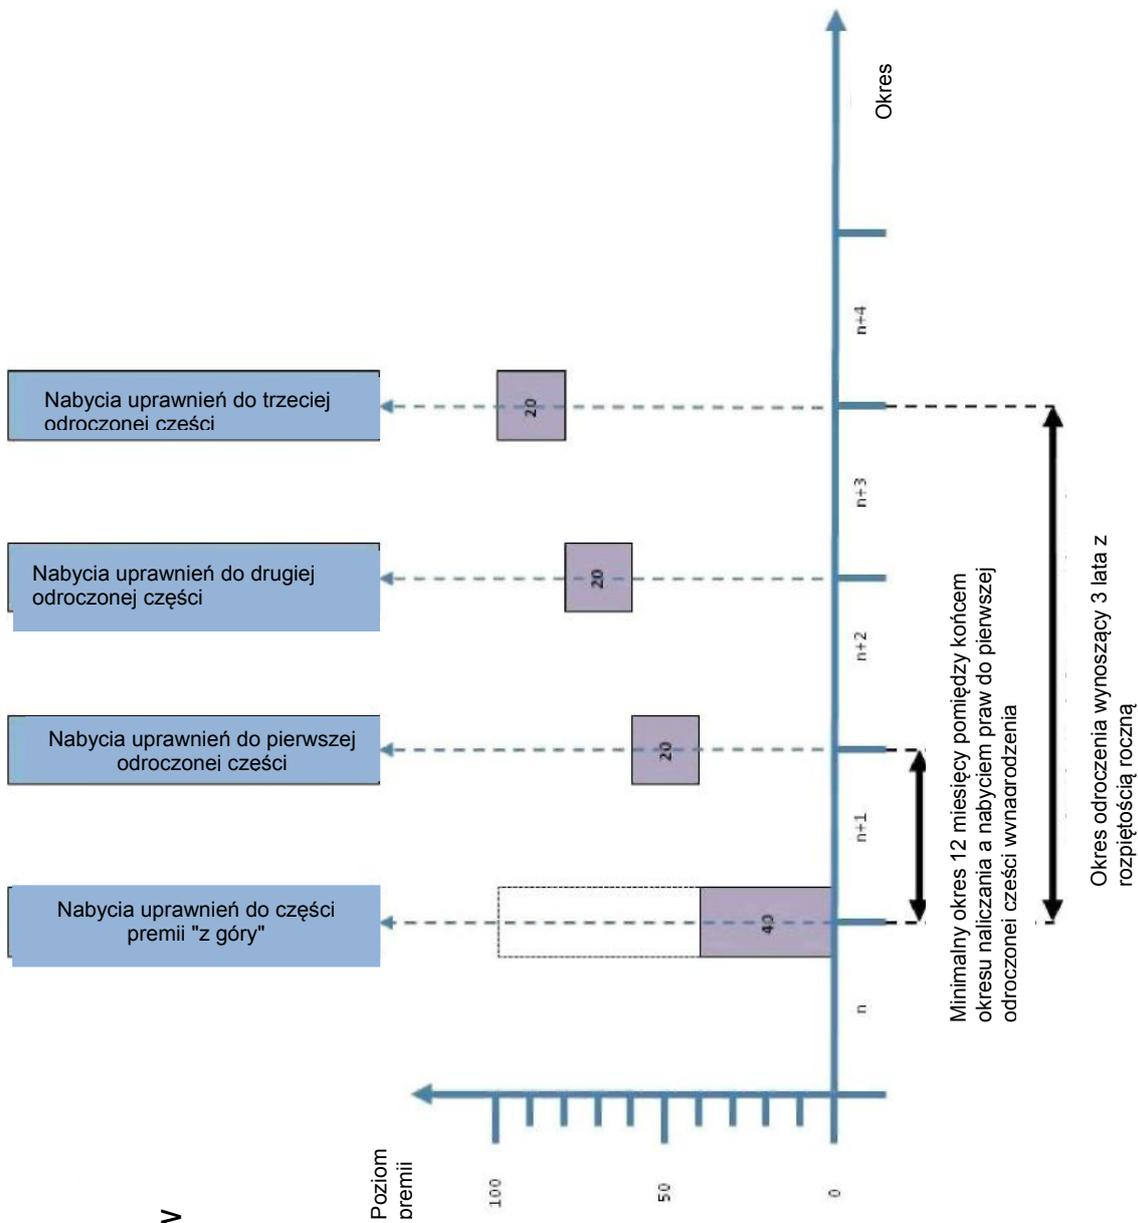 Nabycia uprawnień do trzeciej
odroczonej części
Nabycia uprawnień do drugiej
odroczonej części
Nabycia uprawnień do pierwszej
odroczonej części
Nabycia uprawnień do części
premii "z góry"
20
20
20
40
Okres
n+4
n+3
n+2
n+1
n
Minimalny okres 12 miesięcy pomiędzy końcem
okresu naliczania a nabyciem praw do pierwszej
odroczonej części wynagrodzenia
Okres odroczenia wynoszący 3 lata z
rozpiętością roczną
Poziom
premii
100
50
0
V